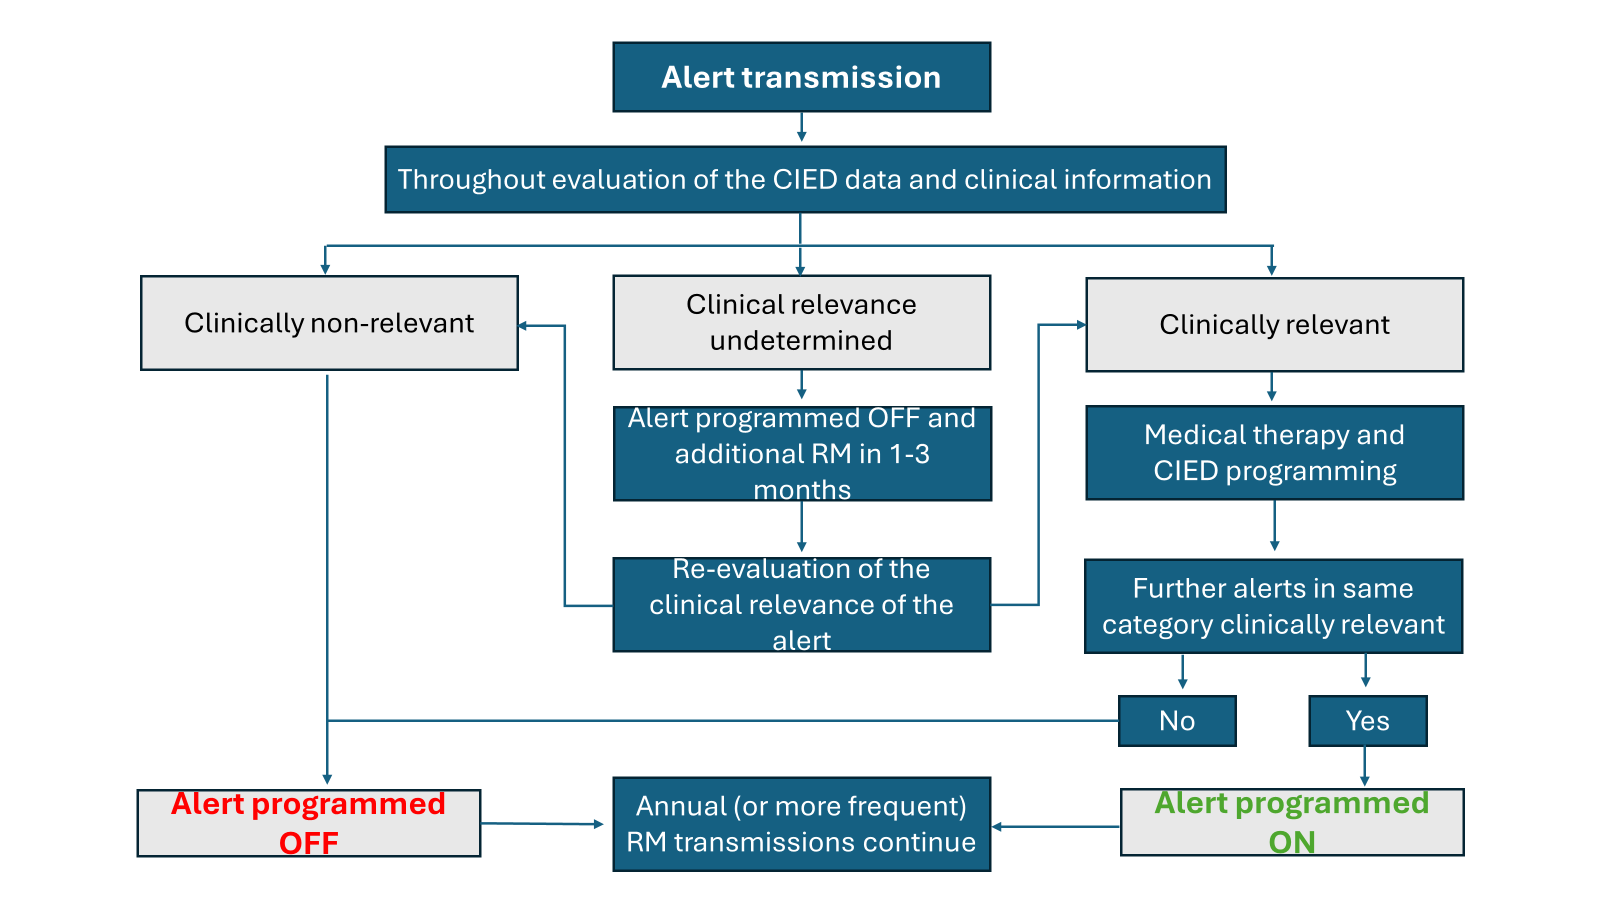 Alert transmission
Throughout evaluation of the CIED data and clinical information
Clinically non-relevant
Clinical relevance
undetermined
Clinically relevant
Alert programmed OFF and
additional RM in 1-3
months
Medical therapy and
CIED programming
Re-evaluation of the
clinical relevance of the
alert
Further alerts in same
category clinically relevant
No
Yes
Alert programmed
OFF
Annual (or more frequent)
RM transmissions continue
Alert programmed
ON